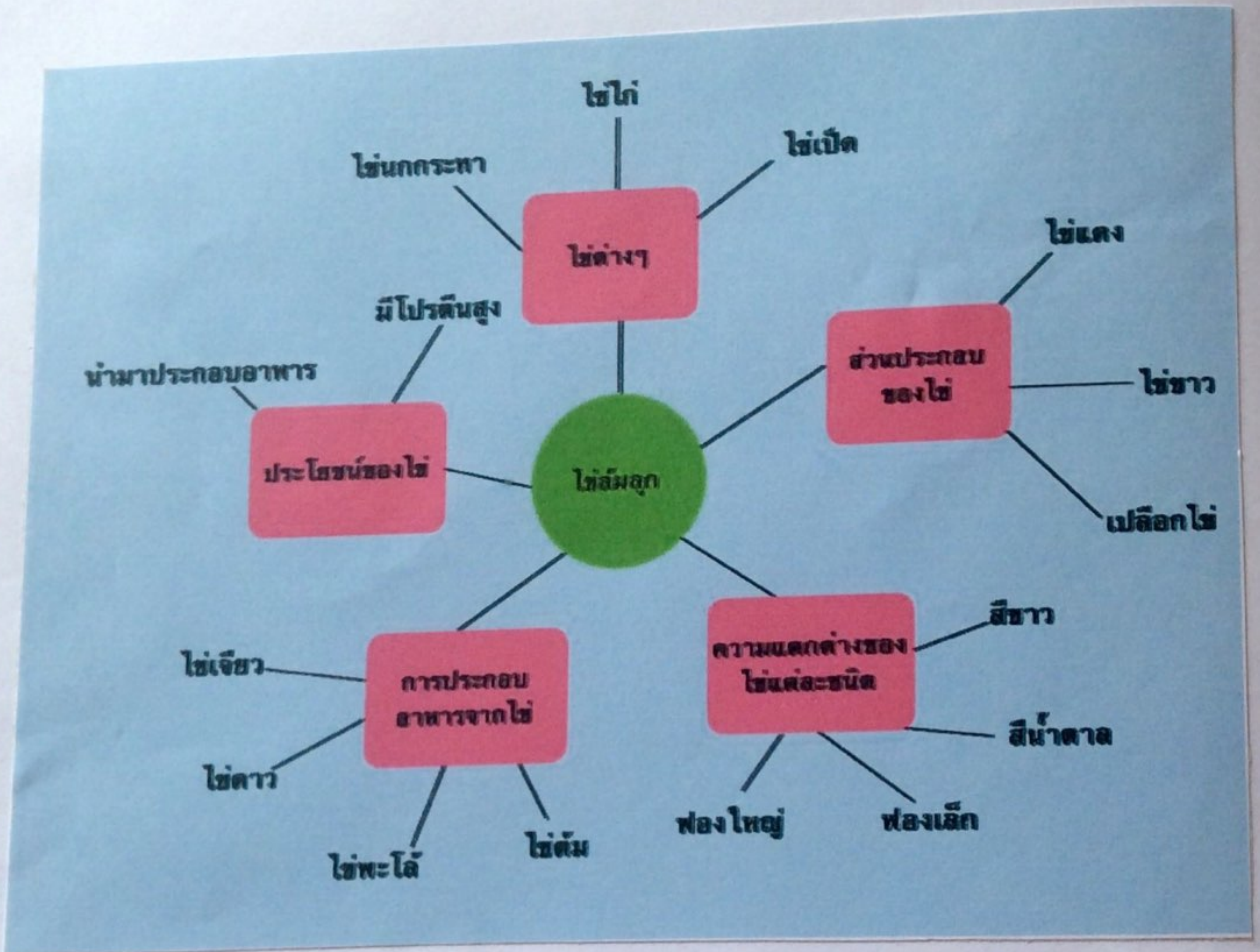 ไข่ไก่
ไข่เป็ด
ไข่นกกระทา
ไข่ต่างๆ
ไข่แดง
มีโปรตีนสูง
ส่วนประกอบ
ของไข่
นำมาประกอบอาหาร
ไข่ขาว
ประโยชน์ของไข่
ไข่ล้มลุก
เปลือกไข่
สีขาว
ความแตกต่างของ
ไข่แต่ละชนิด
ไข่เจียว
การประกอบ
อาหารจากไข่
สีน้ำตาล
ไข่ดาว
ฟองใหญ่
ฟองเล็ก
ไข่ต้ม
ไข่พะโล้